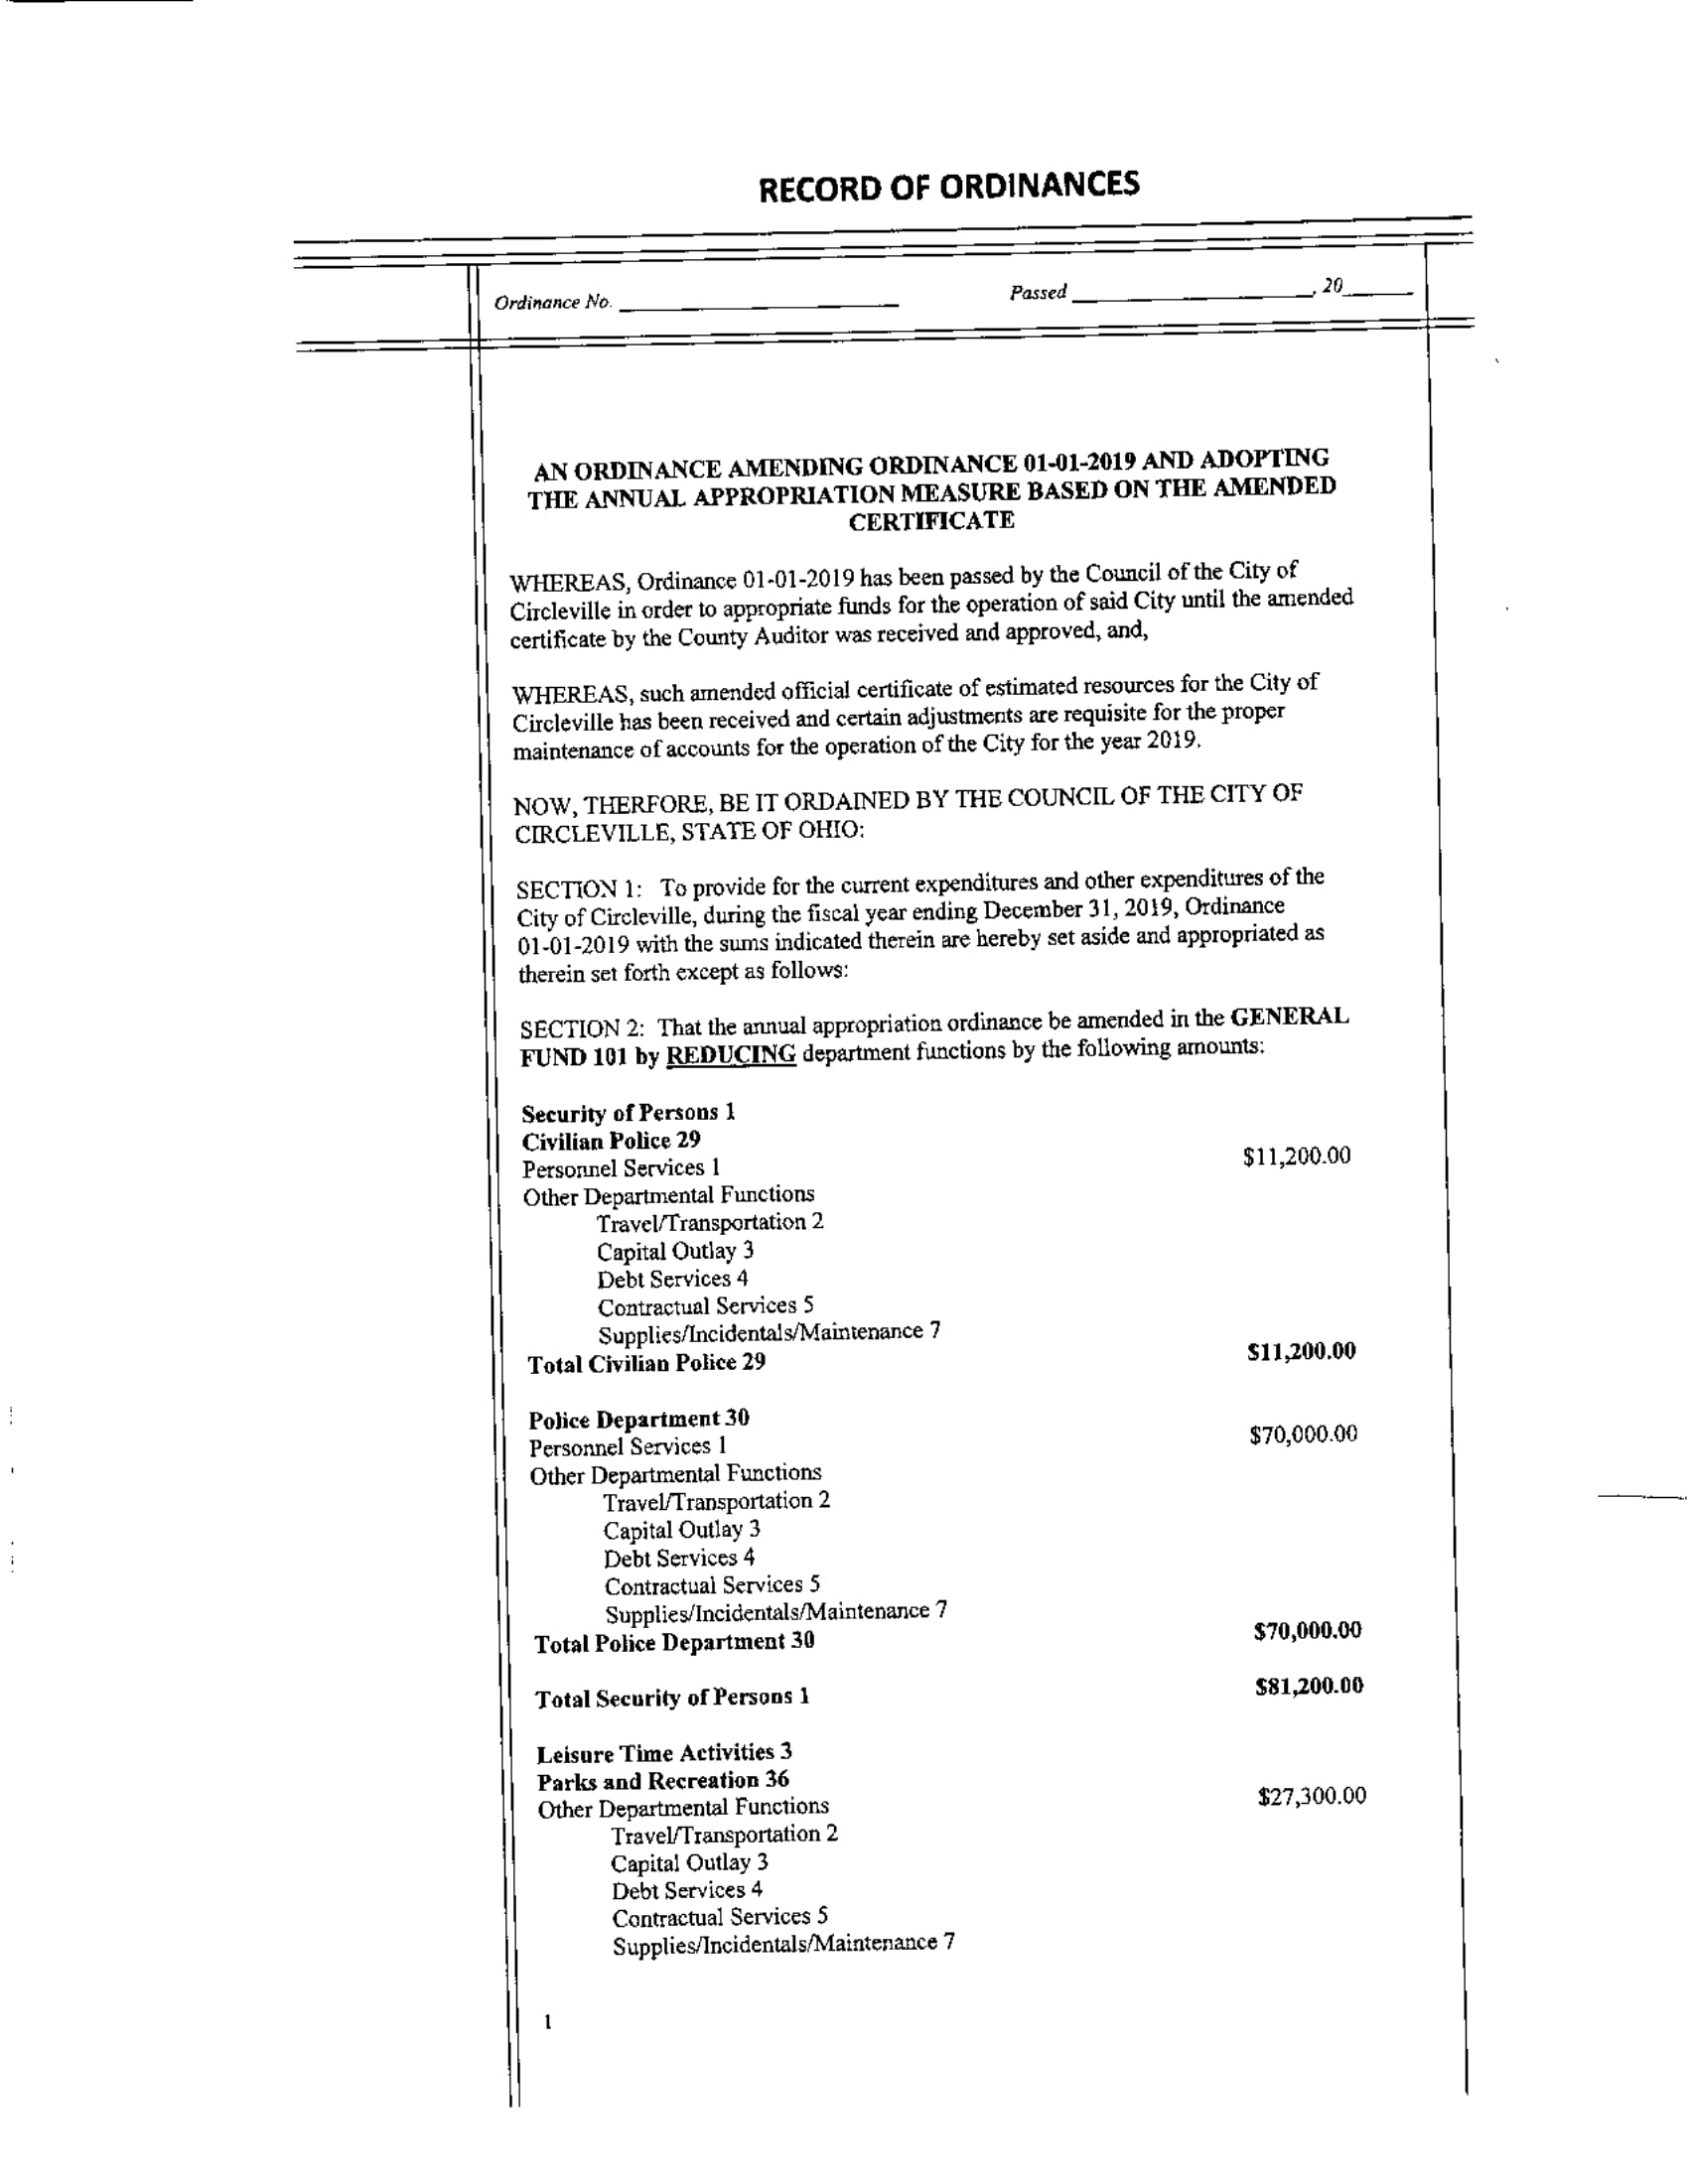 RECORD OF ORDINANCES
Ordinance No. Passed , 20
AN ORDINANCE AMENDING ORDINANCE 01-01-2019 AND ADOPTING
THE ANNUAL APPROPRIATION MEASURE BASED ON THE AMENDED
CERTIFICATE
WHEREAS, Ordinance 01-01-2019 has been passed by the Council of the City of
Circleville in order to appropriate funds for the operation of said City until the amended
certificate by the County Auditor was received and approved, and,
WHEREAS, such amended official certificate of estimated resources for the City of
Circleville has been received and certain adjustments are requisite for the proper
maintenance of accounts for the operation of the City for the year 2019.
NOW, THERFORE, BE IT ORDAINED BY THE COUNCIL OF THE CITY OF
CIRCLEVILLE, STATE OF OHIO:
SECTION 1: To provide for the current expenditures and other expenditures of the
City of Circleville, during the fiscal year ending December 31, 2019, Ordinance
01-01-2019 with the sums indicated therein are hereby set aside and appropriated as
therein set forth except as follows:
SECTION 2: That the annual appropriation ordinance be amended in the GENERAL
FUND 101 by REDUCING department functions by the following amounts:
Security of Persons 1
Civilian Police 29
Personnel Services 1 $11,200.00
Other Departmental Functions
Travel/Transportation 2
Capital Outlay 3
Debt Services 4
Contractual Services 5
Supplies/Incidentals/Maintenance 7
Total Civilian Police 29 $11,200.00
Police Department 30
Personnel Services 1 $70,000.00
Other Departmental Functions
Travel/Transportation 2
Capital Outlay 3
Debt Services 4
Contractual Services 5
Supplies/Incidentals/Maintenance 7
Total Police Department 30 $70,000.00
Total Security of Persons 1 $81,200.00
Leisure Time Activities 3
Parks and Recreation 36
Other Departmental Functions $27,300.00
Travel/Transportation 2
Capital Outlay 3
Debt Services 4
Contractual Services 5
Supplies/Incidentals/Maintenance 7
1